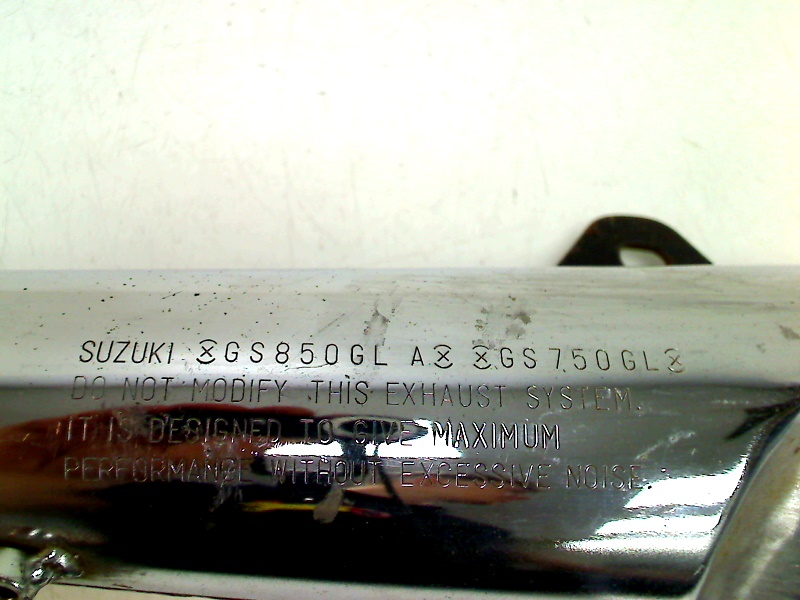 SUZUKI ⨶GS850GL A⨶ ⨶GS750GL⨶
DO NOT MODIFY THIS EXHAUST SYSTEM.
IT IS DESIGNED TO GIVE MAXIMUM
PERFORMANCE WITHOUT EXCESSIVE NOISE.